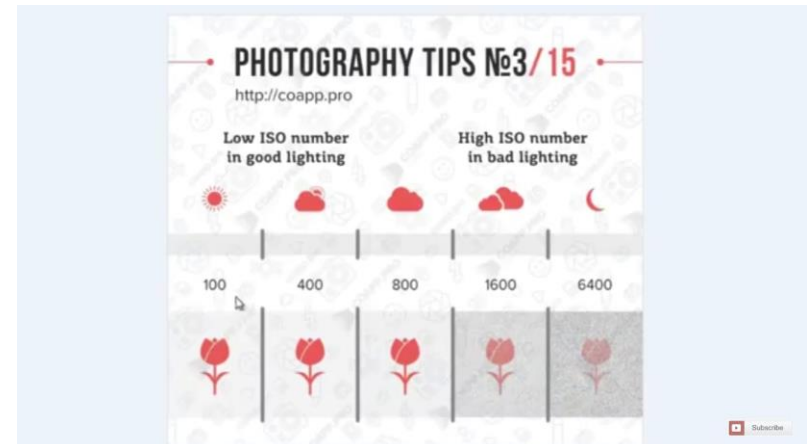 PHOTOGRAPHY TIPS №3/15
http://coapp.pro
Low ISO number
in good lighting
High ISO number
in bad lighting
100 400 800 1600 6400
Subscribe